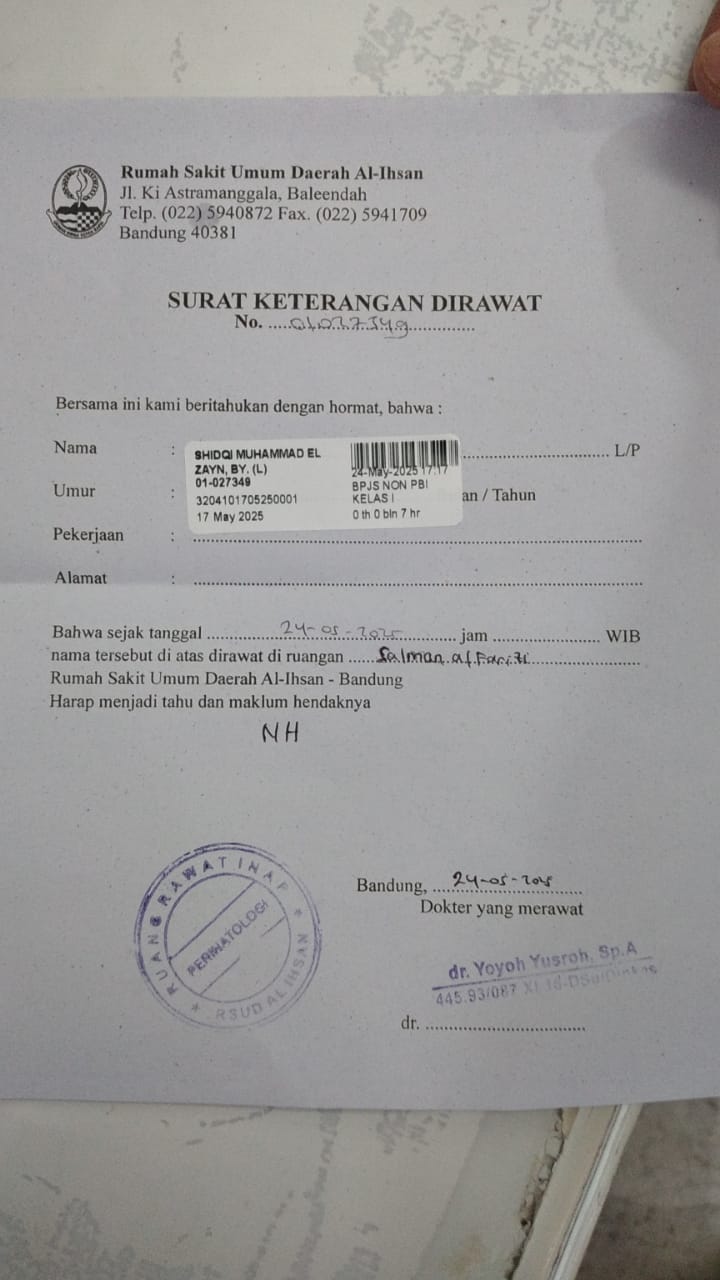 Rumah Sakit Umum Daerah Al-Ihsan
Jl. Ki Astramanggala, Baleendah
Telp. (022) 5940872 Fax. (022) 5941709
Bandung 40381
SURAT KETERANGAN DIRAWAT
No. ..............................
Bersama ini kami beritahukan dengan hormat, bahwa :
Nama : .............................. L/P
SHIDQI MUHAMMAD EL
ZAYN, BY. (L)
01-027349
3204101705250001
17 May 2025
24-May-2025 17:17
BPJS NON PBI
KELAS I
0 th 0 bln 7 hr
Umur : an / Tahun
Pekerjaan : ..............................
Alamat : ..............................
Bahwa sejak tanggal 24-05-2025 jam .............................. WIB
nama tersebut di atas dirawat di ruangan Salman al Farizi
Rumah Sakit Umum Daerah Al-Ihsan - Bandung
Harap menjadi tahu dan maklum hendaknya
NH
RUANG RAWAT INAP
PERINATOLOGI
RSUD AL IHSAN
Bandung, 24-05-2025
Dokter yang merawat
dr. Yoyoh Yusroh, Sp.A
445.93/087
dr. ..............................